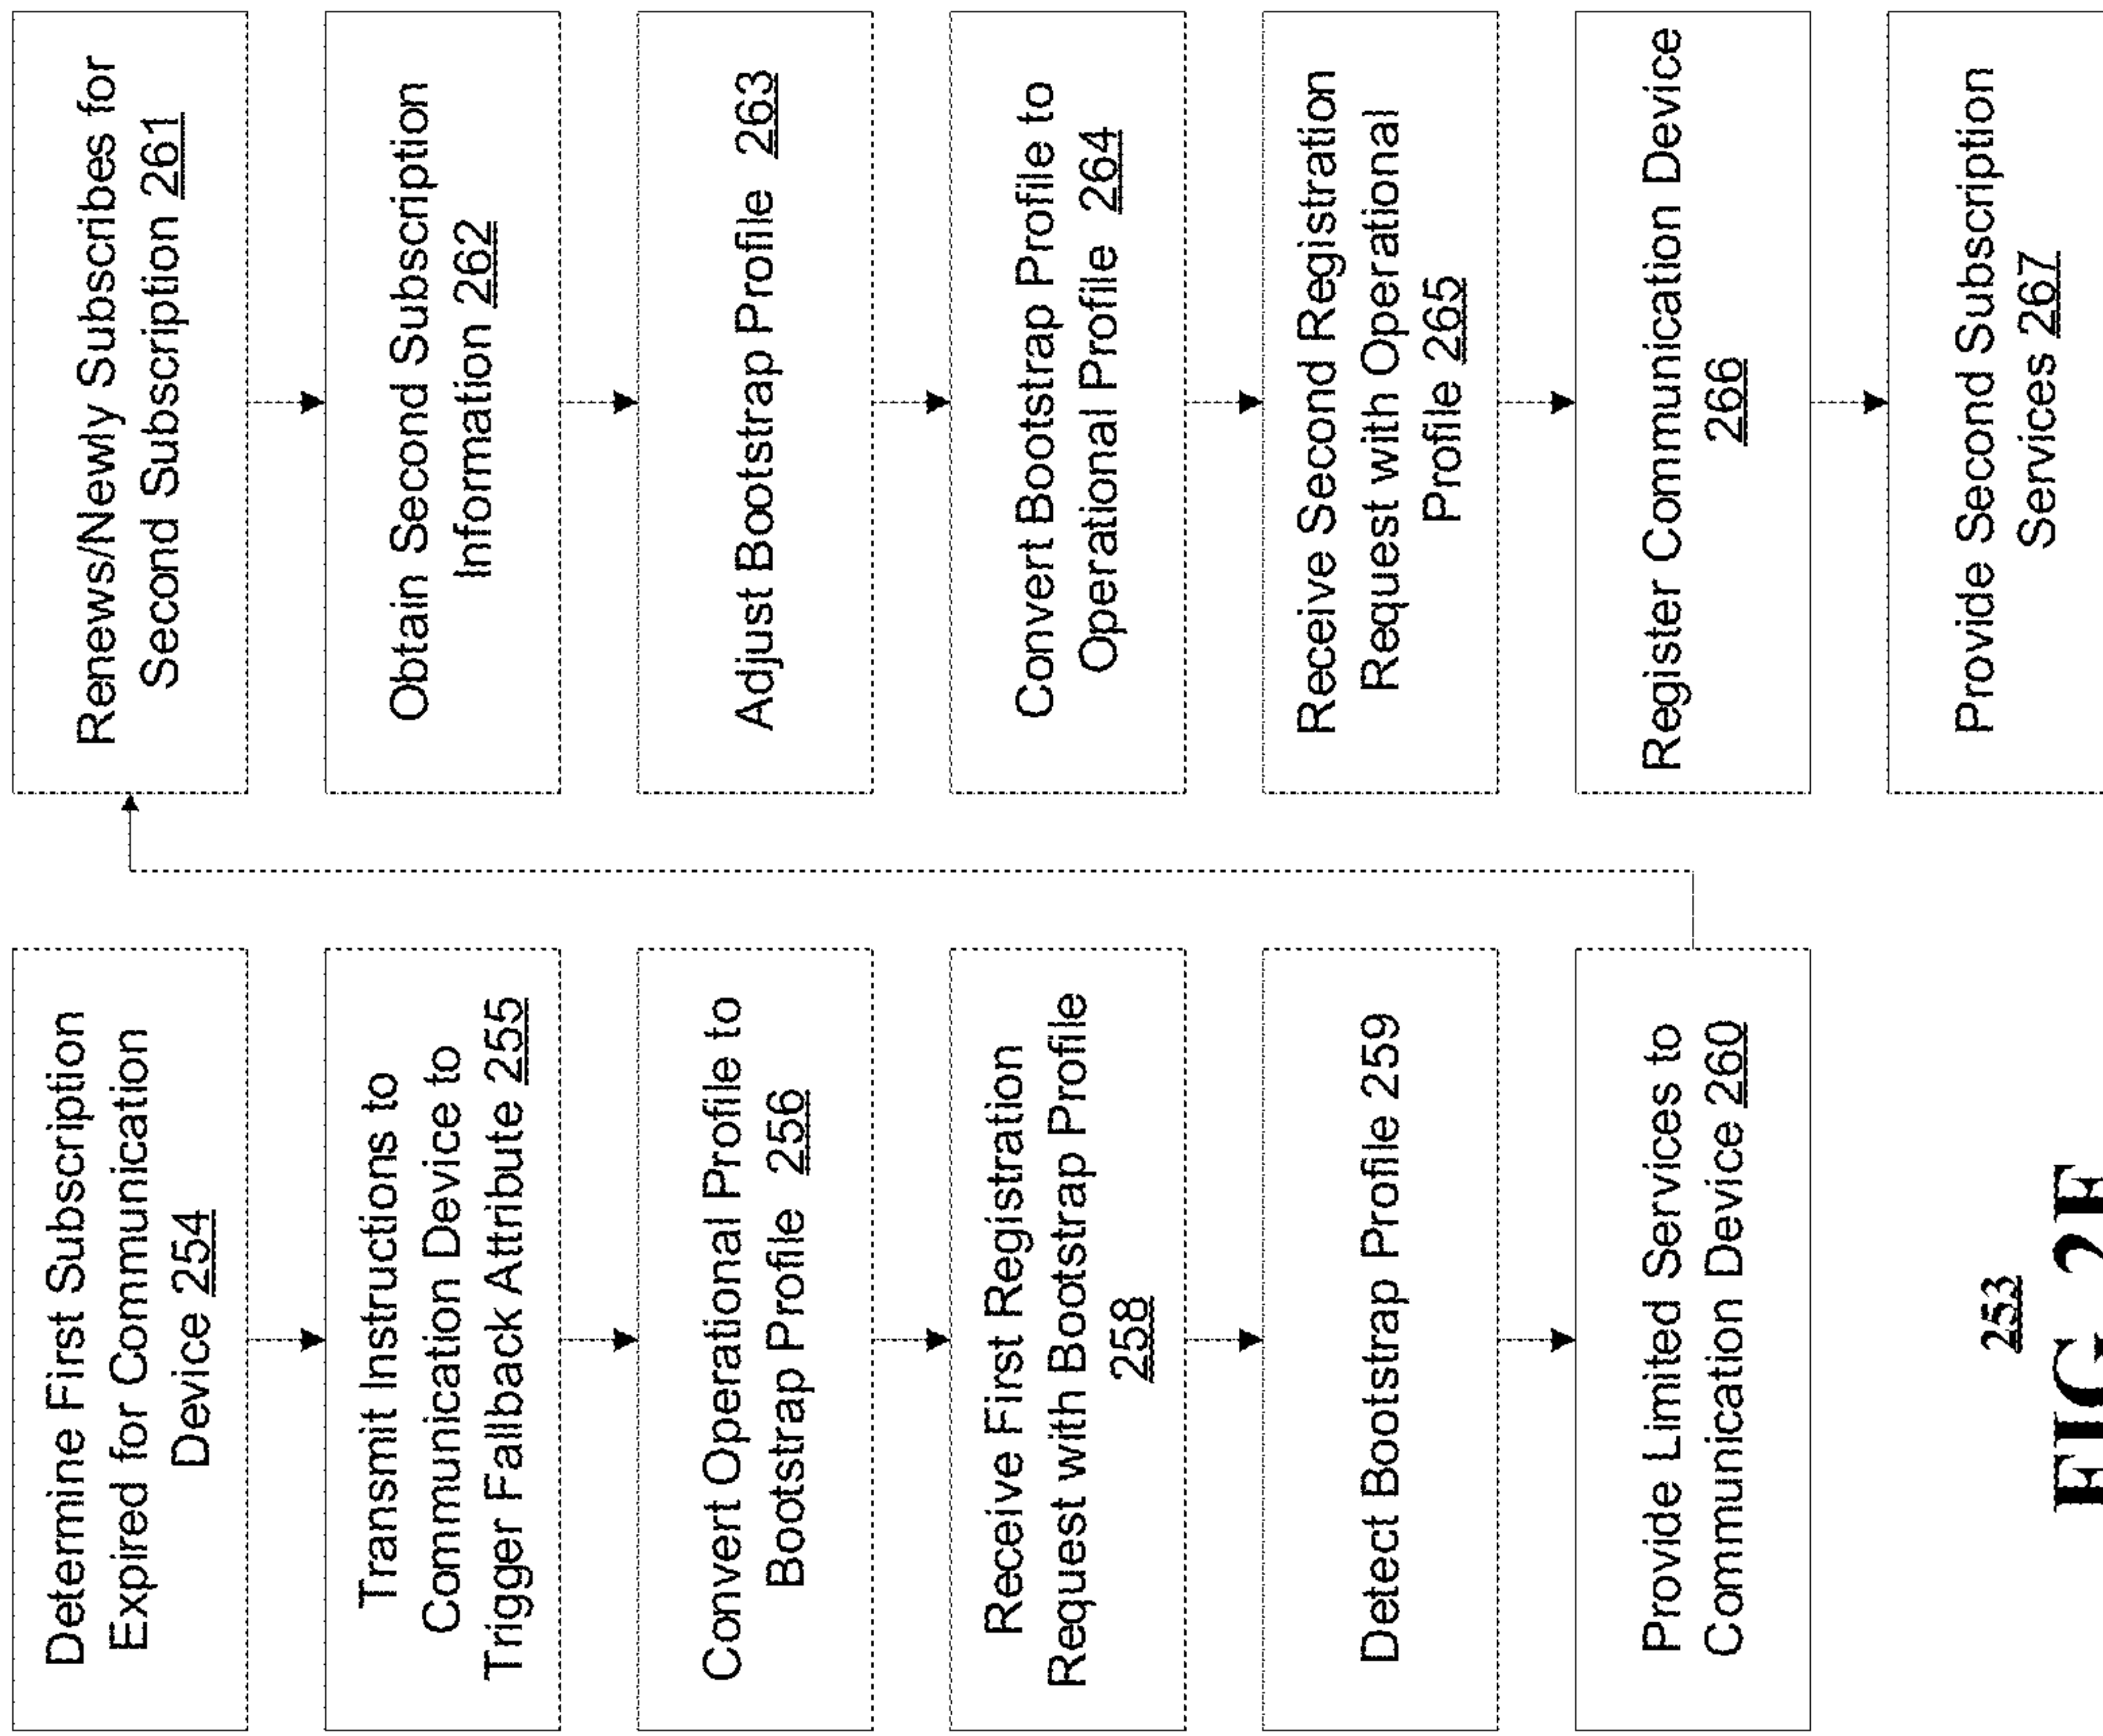 Determine First Subscription
Expired for Communication
Device 254
Transmit Instructions to
Communication Device to
Trigger Fallback Attribute 255
Convert Operational Profile to
Bootstrap Profile 256
Receive First Registration
Request with Bootstrap Profile
258
Detect Bootstrap Profile 259
Provide Limited Services to
Communication Device 260
Renews/Newly Subscribes for
Second Subscription 261
Obtain Second Subscription
Information 262
Adjust Bootstrap Profile 263
Convert Bootstrap Profile to
Operational Profile 264
Receive Second Registration
Request with Operational
Profile 265
Register Communication Device
266
Provide Second Subscription
Services 267
253